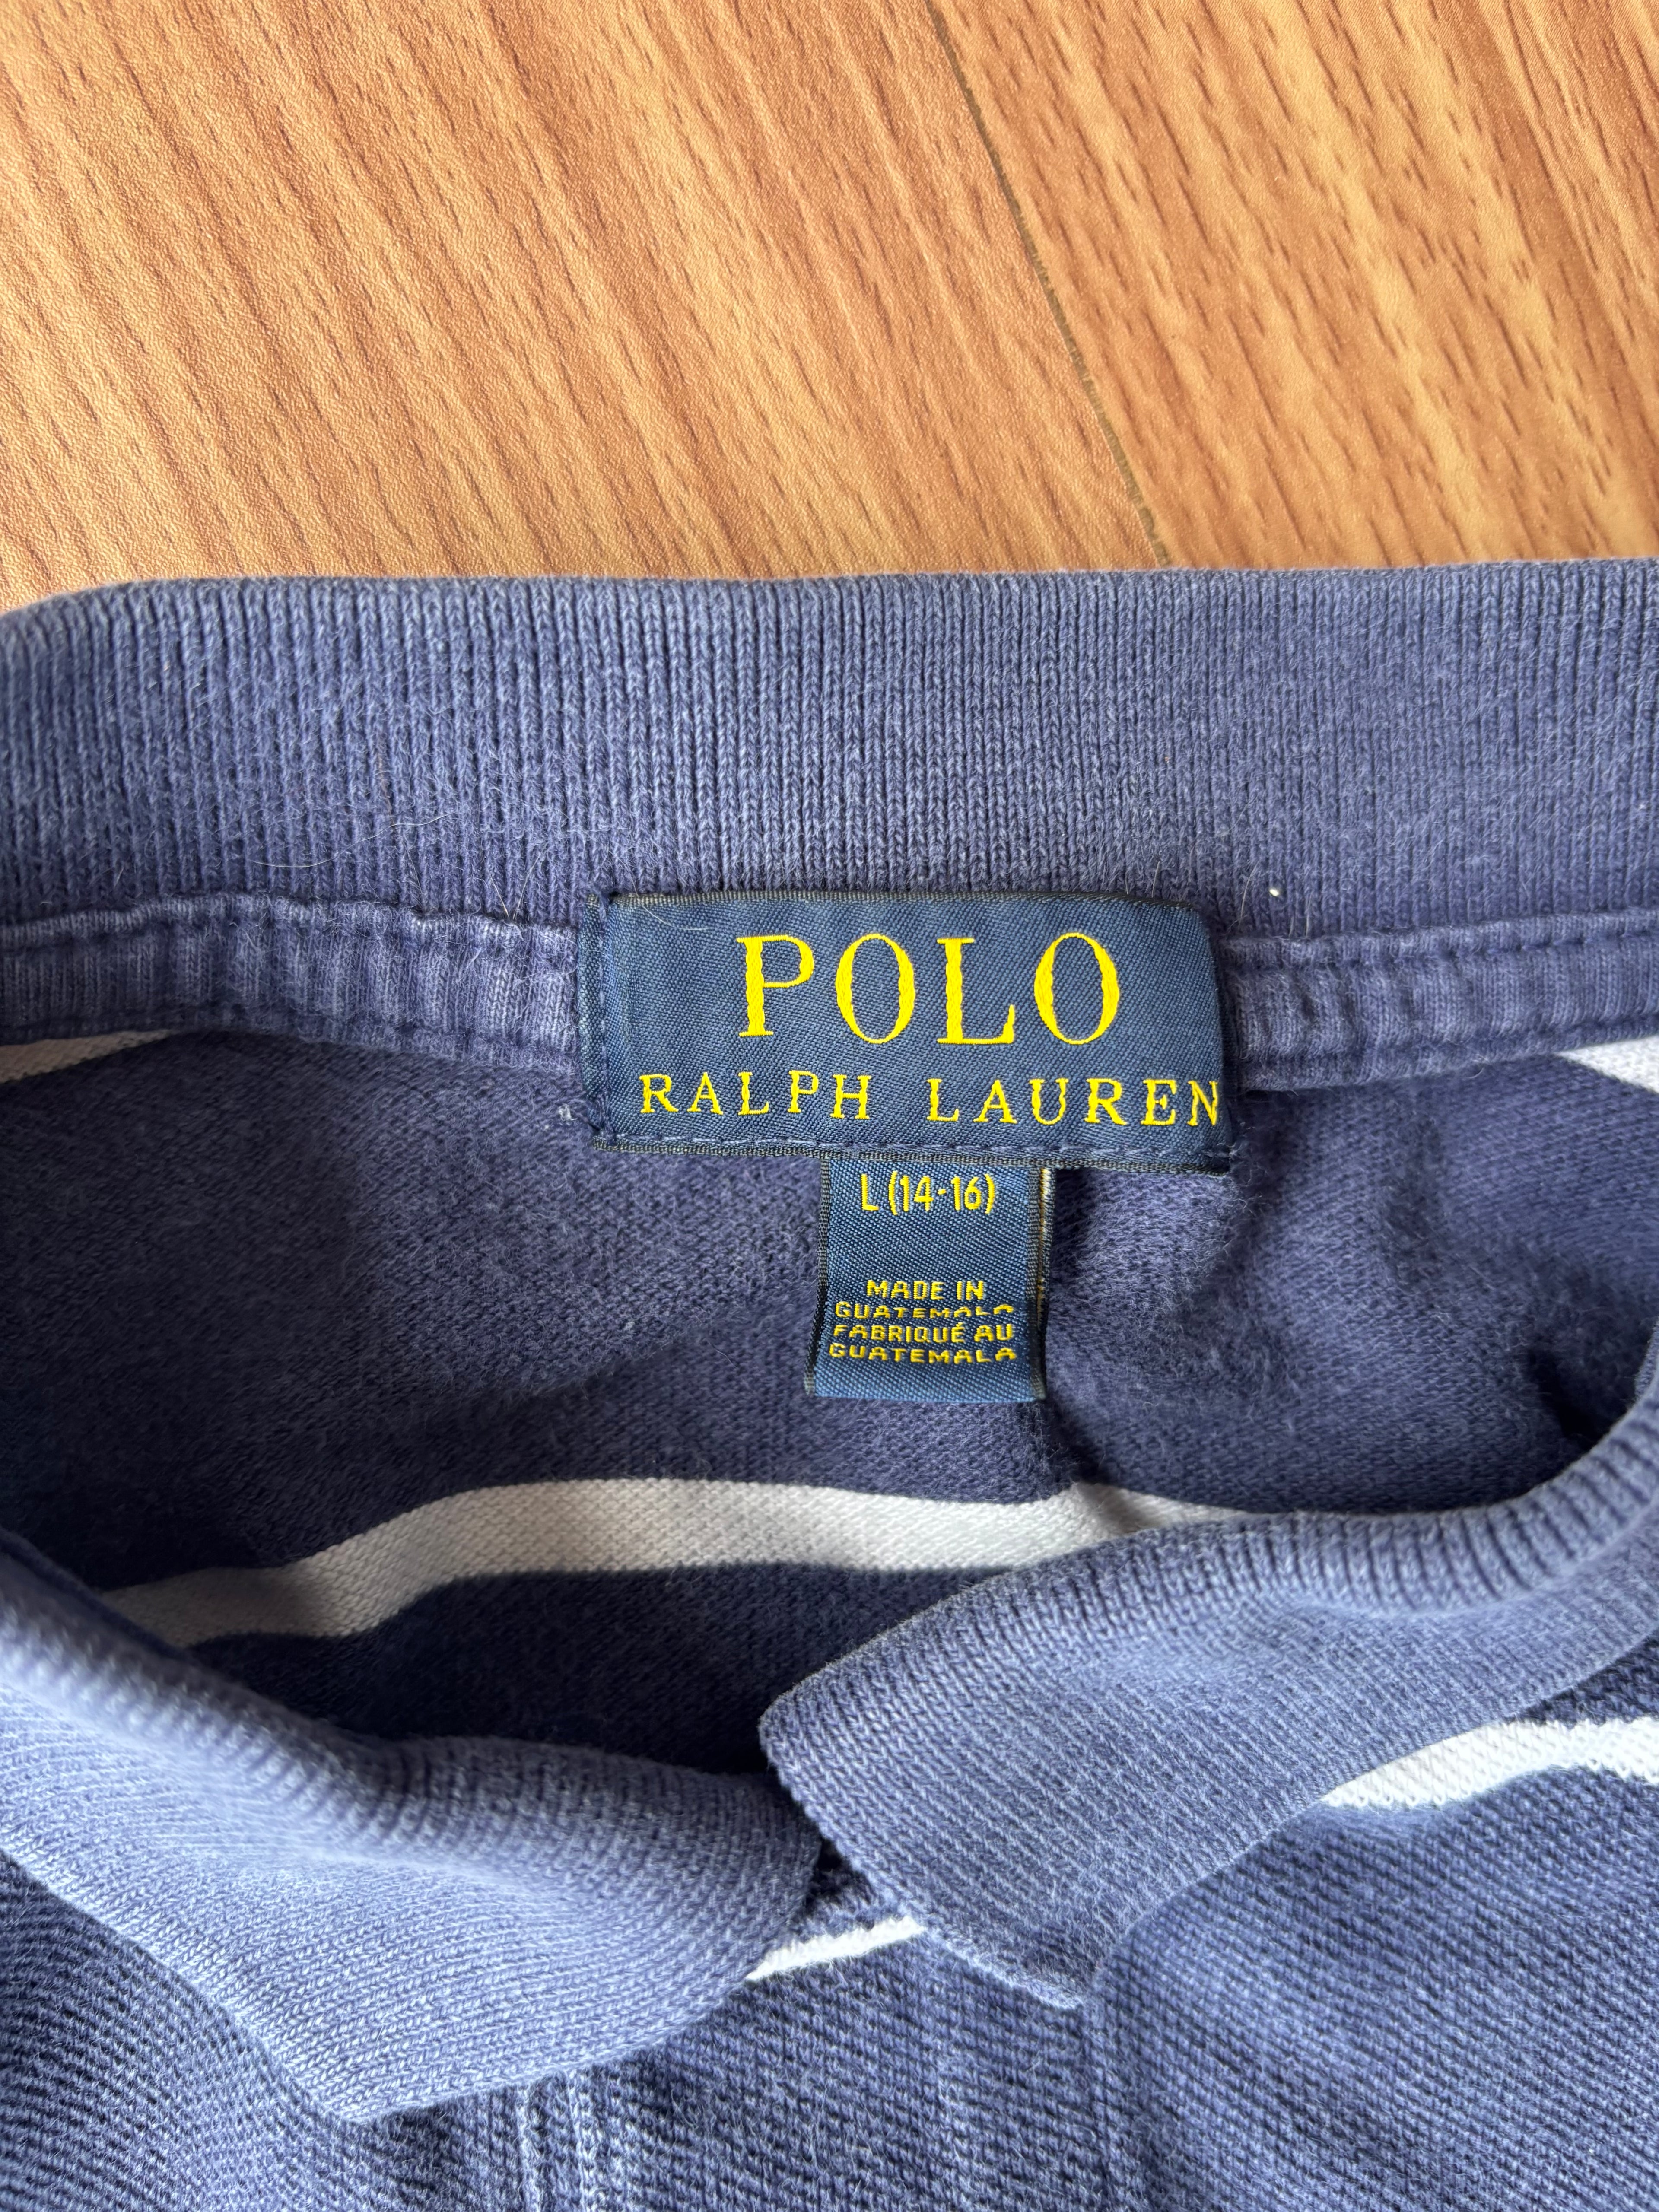 POLO
RALPH LAUREN
L (14-16)
MADE IN
GUATEMALA
FABRIQUÉ AU
GUATEMALA